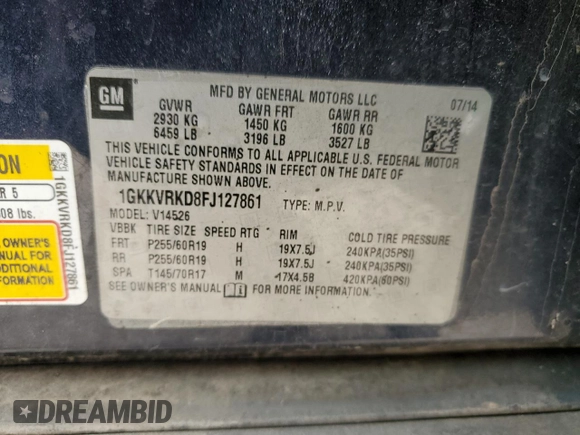 GM
MFD BY GENERAL MOTORS LLC
07/14
GVWR GAWR FRT GAWR RR
2930 KG 1450 KG 1600 KG
6459 LB 3196 LB 3527 LB
THIS VEHICLE CONFORMS TO ALL APPLICABLE U.S. FEDERAL MOTOR
VEHICLE SAFETY STANDARDS IN EFFECT ON THE DATE OF
MANUFACTURE SHOWN ABOVE.
1GKKVRKD8FJ127861 TYPE: M.P.V.
MODEL: V14526
VBBK TIRE SIZE SPEED RTG RIM COLD TIRE PRESSURE
FRT P255/60R19 H 19X7.5J 240KPA(35PSI)
RR P255/60R19 H 19X7.5J 240KPA(35PSI)
SPA T145/70R17 M 17X4.5B 420KPA(60PSI)
SEE OWNER'S MANUAL FOR MORE INFORMATION.
ION
R 5
08 lbs.
OWNER'S
AL FOR
DITIONAL
ORMATION
1GKKVRKD8FJ127861
DREAMBID